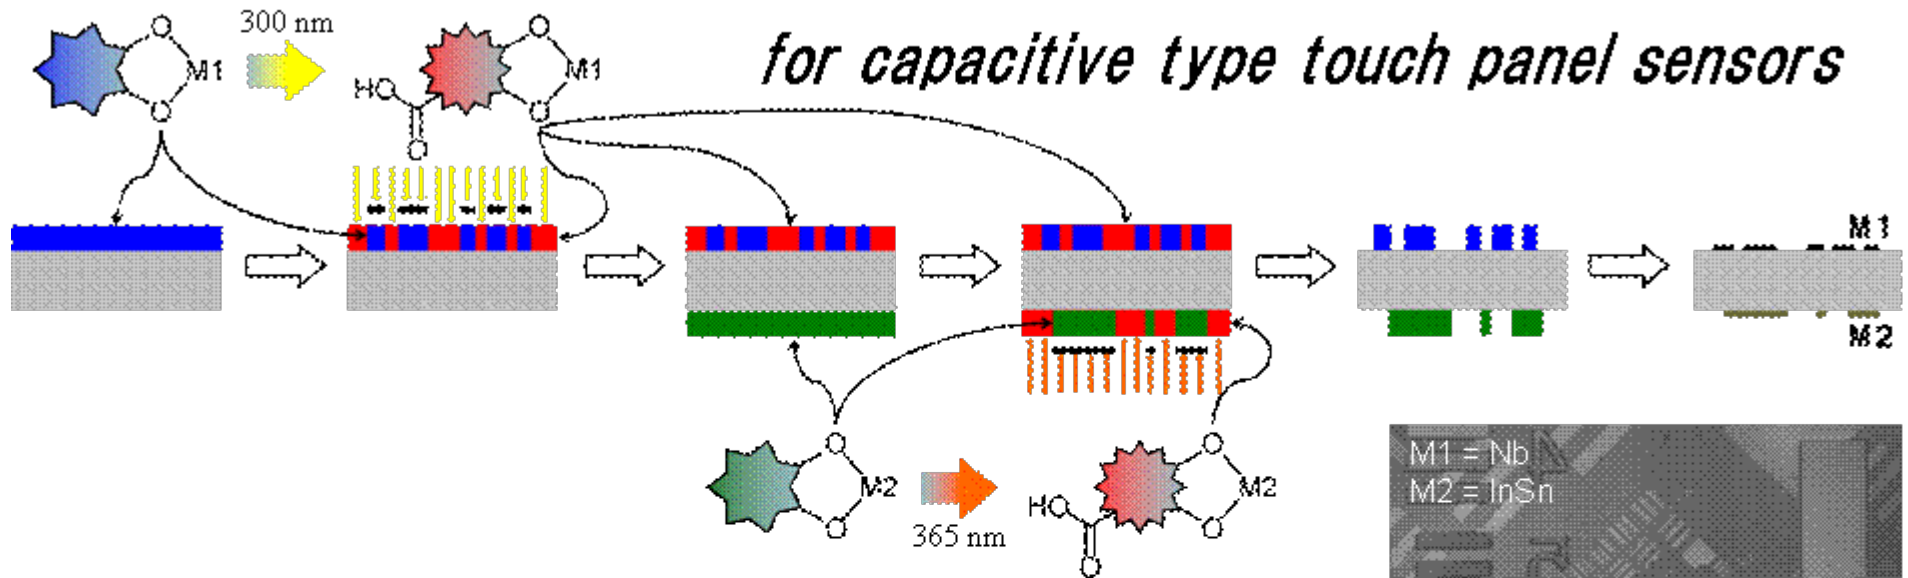 300 nm
for capacitive type touch panel sensors
O
M1
O
O
M1
O
HO
O
M1
M2
O
M2
O
365 nm
O
M2
O
HO
O
M1 = Nb
M2 = InSn